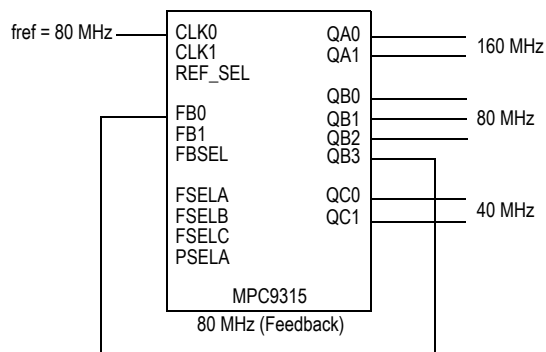 fref = 80 MHz
CLK0
CLK1
REF_SEL
FB0
FB1
FBSEL
FSELA
FSELB
FSELC
PSELA
QA0
QA1
160 MHz
QB0
QB1
QB2
QB3
80 MHz
QC0
QC1
40 MHz
MPC9315
80 MHz (Feedback)